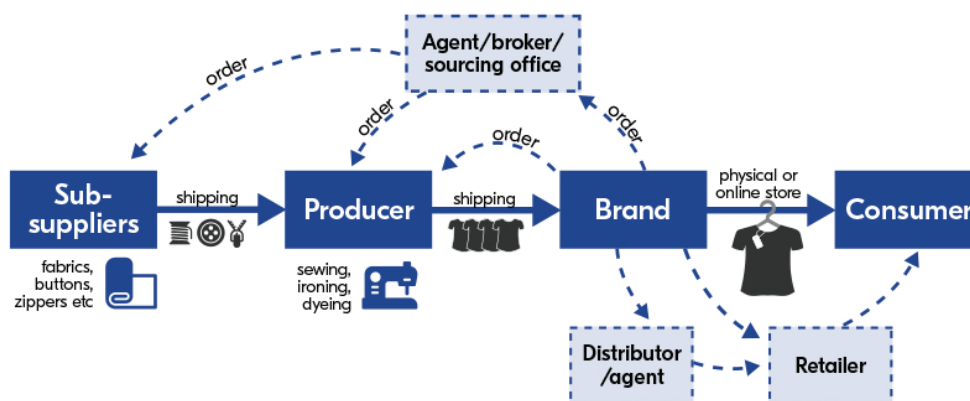 Agent/broker/
sourcing office
order
order
order
order
Sub-
suppliers
shipping
Producer
shipping
Brand
physical or
online store
Consumer
fabrics,
buttons,
zippers etc
sewing,
ironing,
dyeing
Distributor
/agent
Retailer